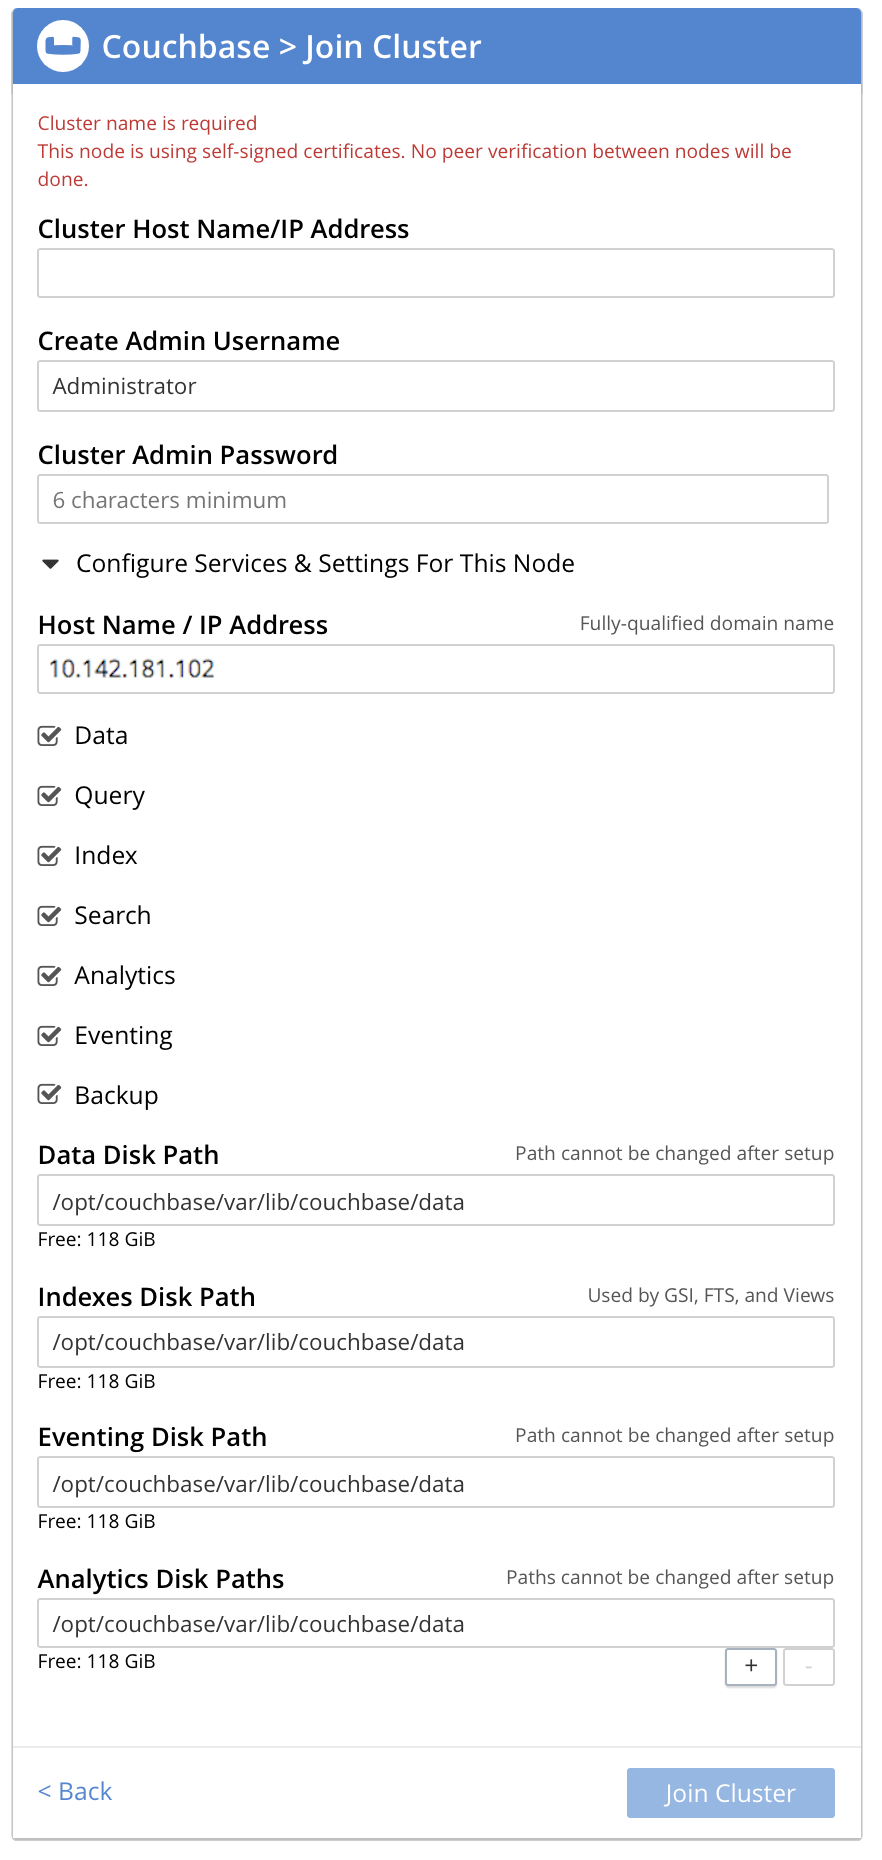 Couchbase > Join Cluster
Cluster name is required
This node is using self-signed certificates. No peer verification between nodes will be
done.
Cluster Host Name/IP Address
Create Admin Username
Administrator
Cluster Admin Password
6 characters minimum
Configure Services & Settings For This Node
Host Name / IP Address Fully-qualified domain name
10.142.181.102
Data
Query
Index
Search
Analytics
Eventing
Backup
Data Disk Path Path cannot be changed after setup
/opt/couchbase/var/lib/couchbase/data
Free: 118 GiB
Indexes Disk Path Used by GSI, FTS, and Views
/opt/couchbase/var/lib/couchbase/data
Free: 118 GiB
Eventing Disk Path Path cannot be changed after setup
/opt/couchbase/var/lib/couchbase/data
Free: 118 GiB
Analytics Disk Paths Paths cannot be changed after setup
/opt/couchbase/var/lib/couchbase/data
Free: 118 GiB + -
< Back Join Cluster